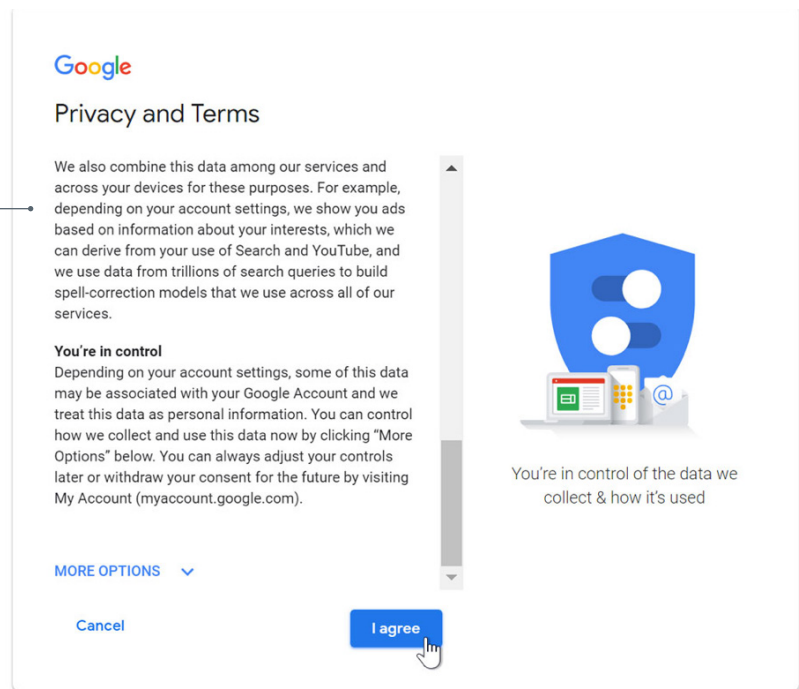 Google
Privacy and Terms
We also combine this data among our services and
across your devices for these purposes. For example,
depending on your account settings, we show you ads
based on information about your interests, which we
can derive from your use of Search and YouTube, and
we use data from trillions of search queries to build
spell-correction models that we use across all of our
services.
You’re in control
Depending on your account settings, some of this data
may be associated with your Google Account and we
treat this data as personal information. You can control
how we collect and use this data now by clicking “More
Options” below. You can always adjust your controls
later or withdraw your consent for the future by visiting
My Account (myaccount.google.com).
MORE OPTIONS
Cancel
I agree
@
You’re in control of the data we
collect & how it’s used